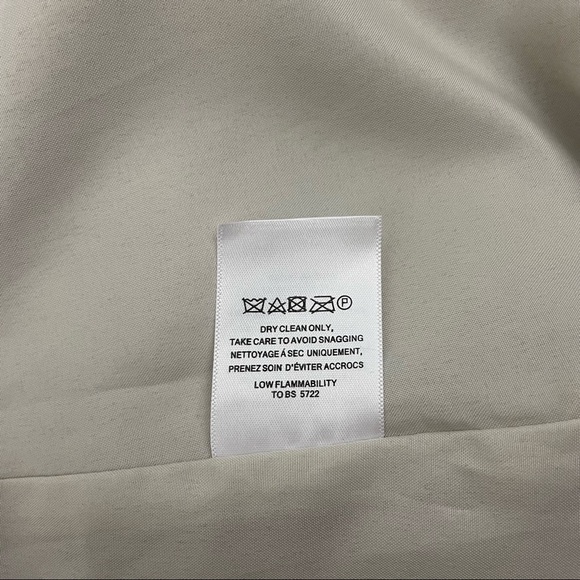 P
DRY CLEAN ONLY,
TAKE CARE TO AVOID SNAGGING
NETTOYAGE Á SEC UNIQUEMENT,
PRENEZ SOIN D'ÉVITER ACCROCS
LOW FLAMMABILITY
TO BS 5722